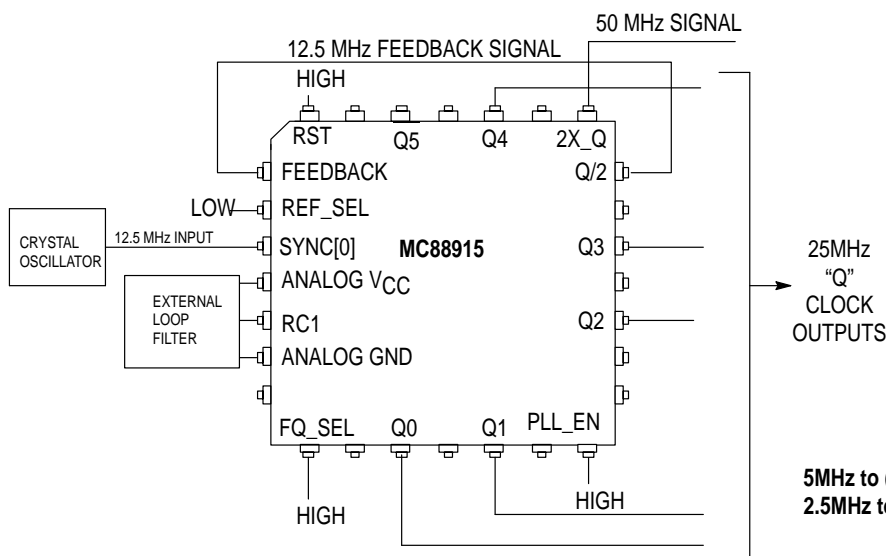 50 MHz SIGNAL
12.5 MHz FEEDBACK SIGNAL
HIGH
RST
Q5
Q4
2X_Q
FEEDBACK
Q/2
LOW
REF_SEL
CRYSTAL
OSCILLATOR
12.5 MHz INPUT
SYNC[0]
MC88915
Q3
25MHz
“Q”
CLOCK
OUTPUTS
ANALOG VCC
EXTERNAL
LOOP
FILTER
RC1
Q2
ANALOG GND
FQ_SEL
Q0
Q1
PLL_EN
HIGH
HIGH
5MHz to
2.5MHz